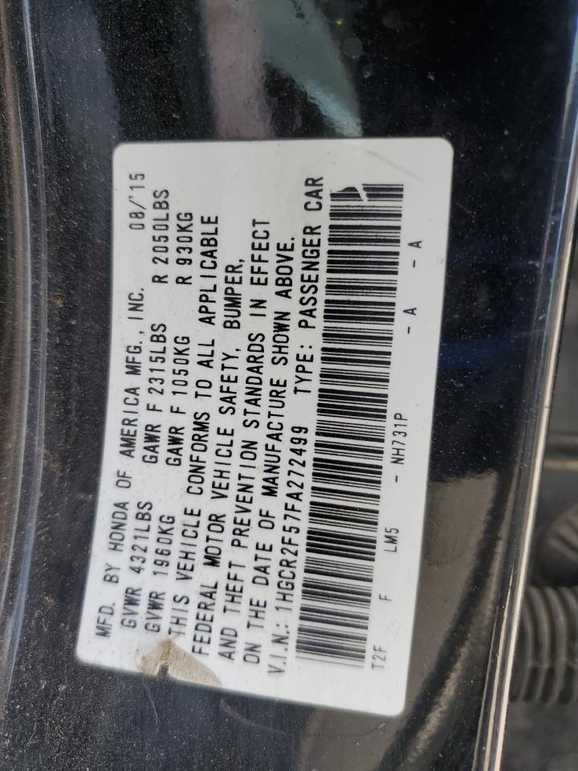 MFD. BY HONDA OF AMERICA MFG., INC. 08/'15
GVWR 4321LBS GAWR F 2315LBS R 2050LBS
GVWR 1960KG GAWR F 1050KG R 930KG
THIS VEHICLE CONFORMS TO ALL APPLICABLE
FEDERAL MOTOR VEHICLE SAFETY, BUMPER,
AND THEFT PREVENTION STANDARDS IN EFFECT
ON THE DATE OF MANUFACTURE SHOWN ABOVE.
V.I.N.: 1HGCR2F57FA272499 TYPE: PASSENGER CAR
T2F F LM5 - NH731P - A - A